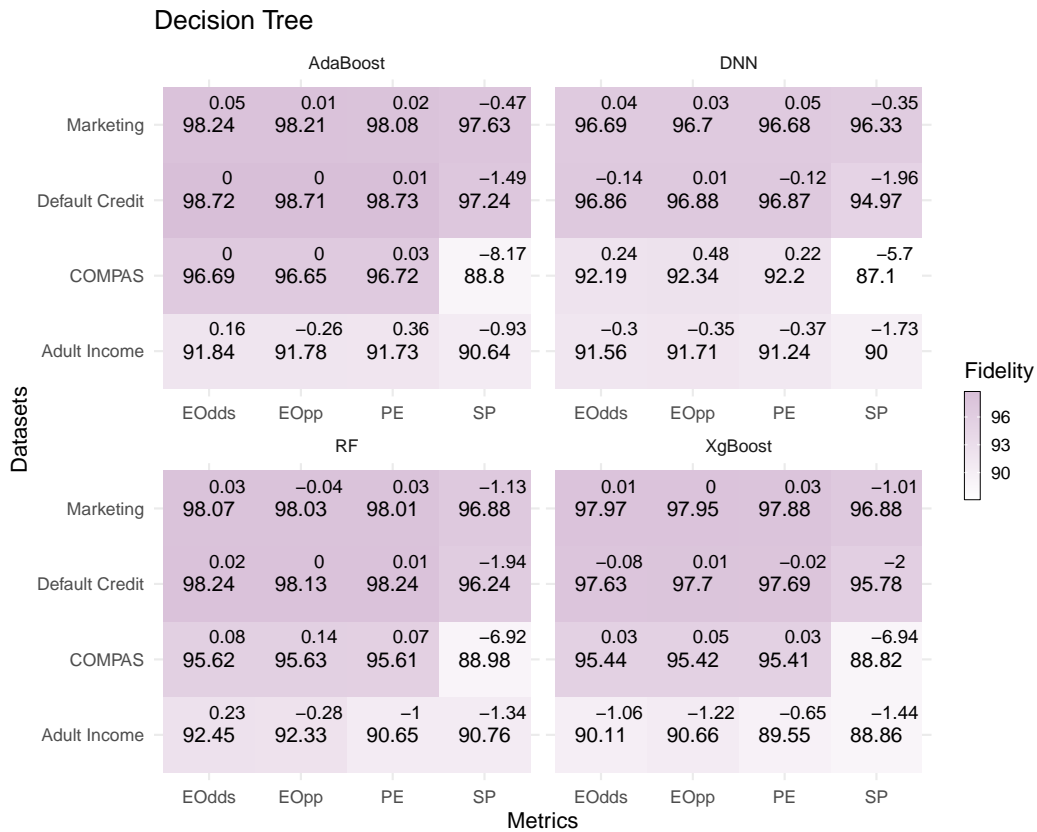 Decision Tree
AdaBoost
DNN
0.05 0.01 0.02 −0.47 0.04 0.03 0.05 −0.35
Marketing 98.24 98.21 98.08 97.63 96.69 96.7 96.68 96.33
0 0 0.01 −1.49 −0.14 0.01 −0.12 −1.96
Default Credit 98.72 98.71 98.73 97.24 96.86 96.88 96.87 94.97
0 0 0.03 −8.17 0.24 0.48 0.22 −5.7
COMPAS 96.69 96.65 96.72 88.8 92.19 92.34 92.2 87.1
0.16 −0.26 0.36 −0.93 −0.3 −0.35 −0.37 −1.73
Adult Income 91.84 91.78 91.73 90.64 91.56 91.71 91.24 90
EOdds EOpp PE SP EOdds EOpp PE SP
RF
XgBoost
0.03 −0.04 0.03 −1.13 0.01 0 0.03 −1.01
Marketing 98.07 98.03 98.01 96.88 97.97 97.95 97.88 96.88
0.02 0 0.01 −1.94 −0.08 0.01 −0.02 −2
Default Credit 98.24 98.13 98.24 96.24 97.63 97.7 97.69 95.78
0.08 0.14 0.07 −6.92 0.03 0.05 0.03 −6.94
COMPAS 95.62 95.63 95.61 88.98 95.44 95.42 95.41 88.82
0.23 −0.28 −1 −1.34 −1.06 −1.22 −0.65 −1.44
Adult Income 92.45 92.33 90.65 90.76 90.11 90.66 89.55 88.86
EOdds EOpp PE SP EOdds EOpp PE SP
Metrics
Datasets
Fidelity
96
93
90